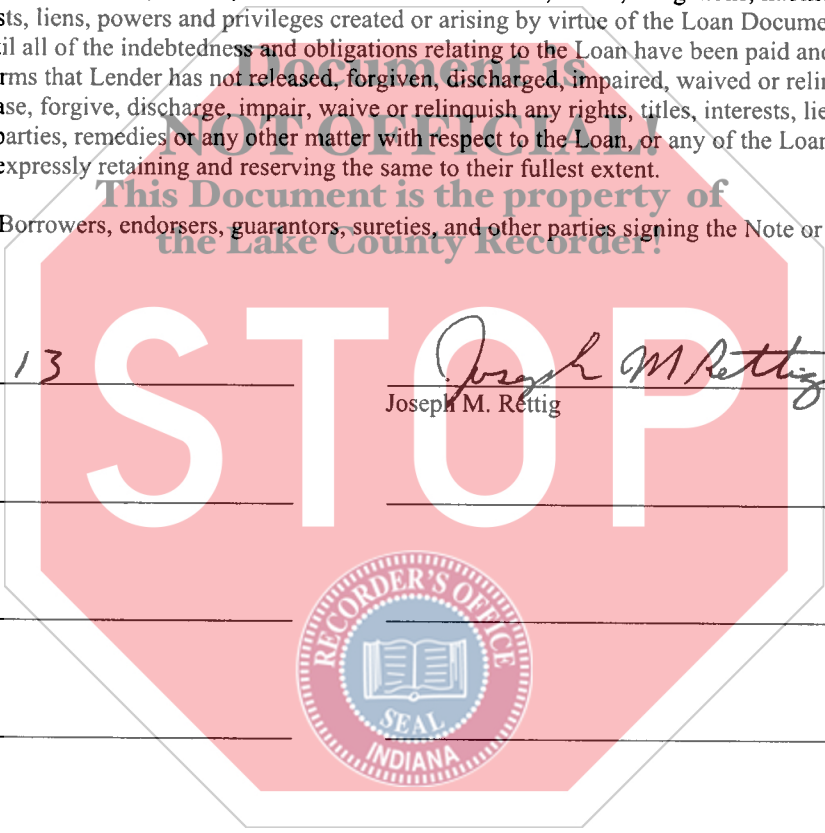 sts, liens, powers and privileges created or arising by virtue of the Loan Docume
il all of the indebtedness and obligations relating to the Loan have been paid and
Document is
rms that Lender has not released, forgiven, discharged, impaired, waived or relin
ase, forgive, discharge, impair, waive or relinquish any rights, titles, interests, lie
NOT OFFICIAL!
parties, remedies or any other matter with respect to the Loan, or any of the Loan
expressly retaining and reserving the same to their fullest extent.
This Document is the property of
Borrowers, endorsers, guarantors, sureties, and other parties signing the Note or
the Lake County Recorder!
STOP
13
Joseph M Rettig
Joseph M. Rettig
RECORDER'S OFFICE
SEAL
INDIANA